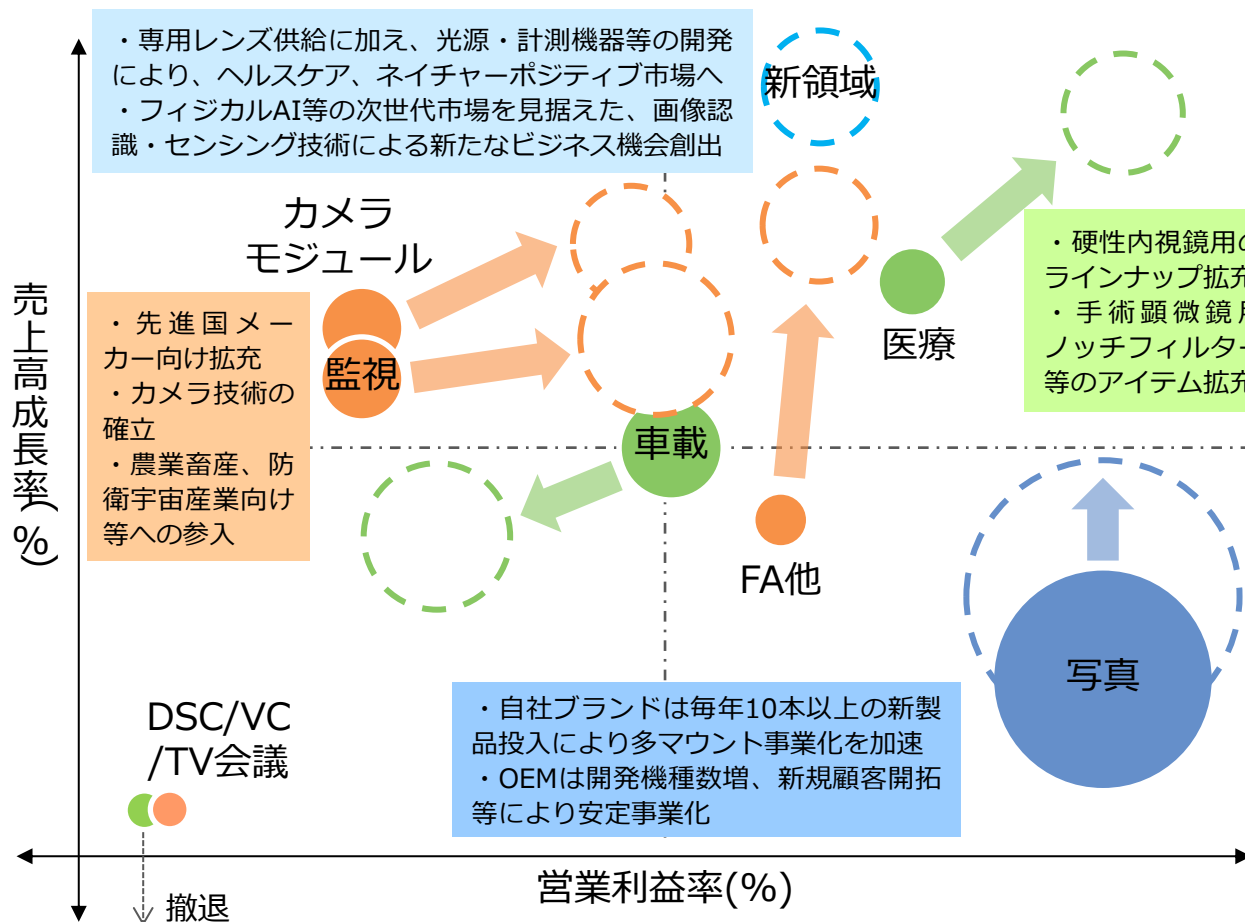 ・専用レンズ供給に加え、光源・計測機器等の開発
により、ヘルスケア、ネイチャーポジティブ市場へ
・フィジカルAI等の次世代市場を見据えた、画像認
識・センシング技術による新たなビジネス機会創出
新領域
カメラ
モジュール
監視
・先進国メー
カー向け拡充
・カメラ技術の
確立
・農業畜産、防
衛宇宙産業向け
等への参入
医療
・硬性内視鏡用の
ラインナップ拡充
・手術顕微鏡用
ノッチフィルター
等のアイテム拡充
車載
FA他
写真
売上高成長率(%)
DSC/VC
/TV会議
・自社ブランドは毎年10本以上の新製
品投入により多マウント事業化を加速
・OEMは開発機種数増、新規顧客開拓
等により安定事業化
営業利益率(%)
撤退